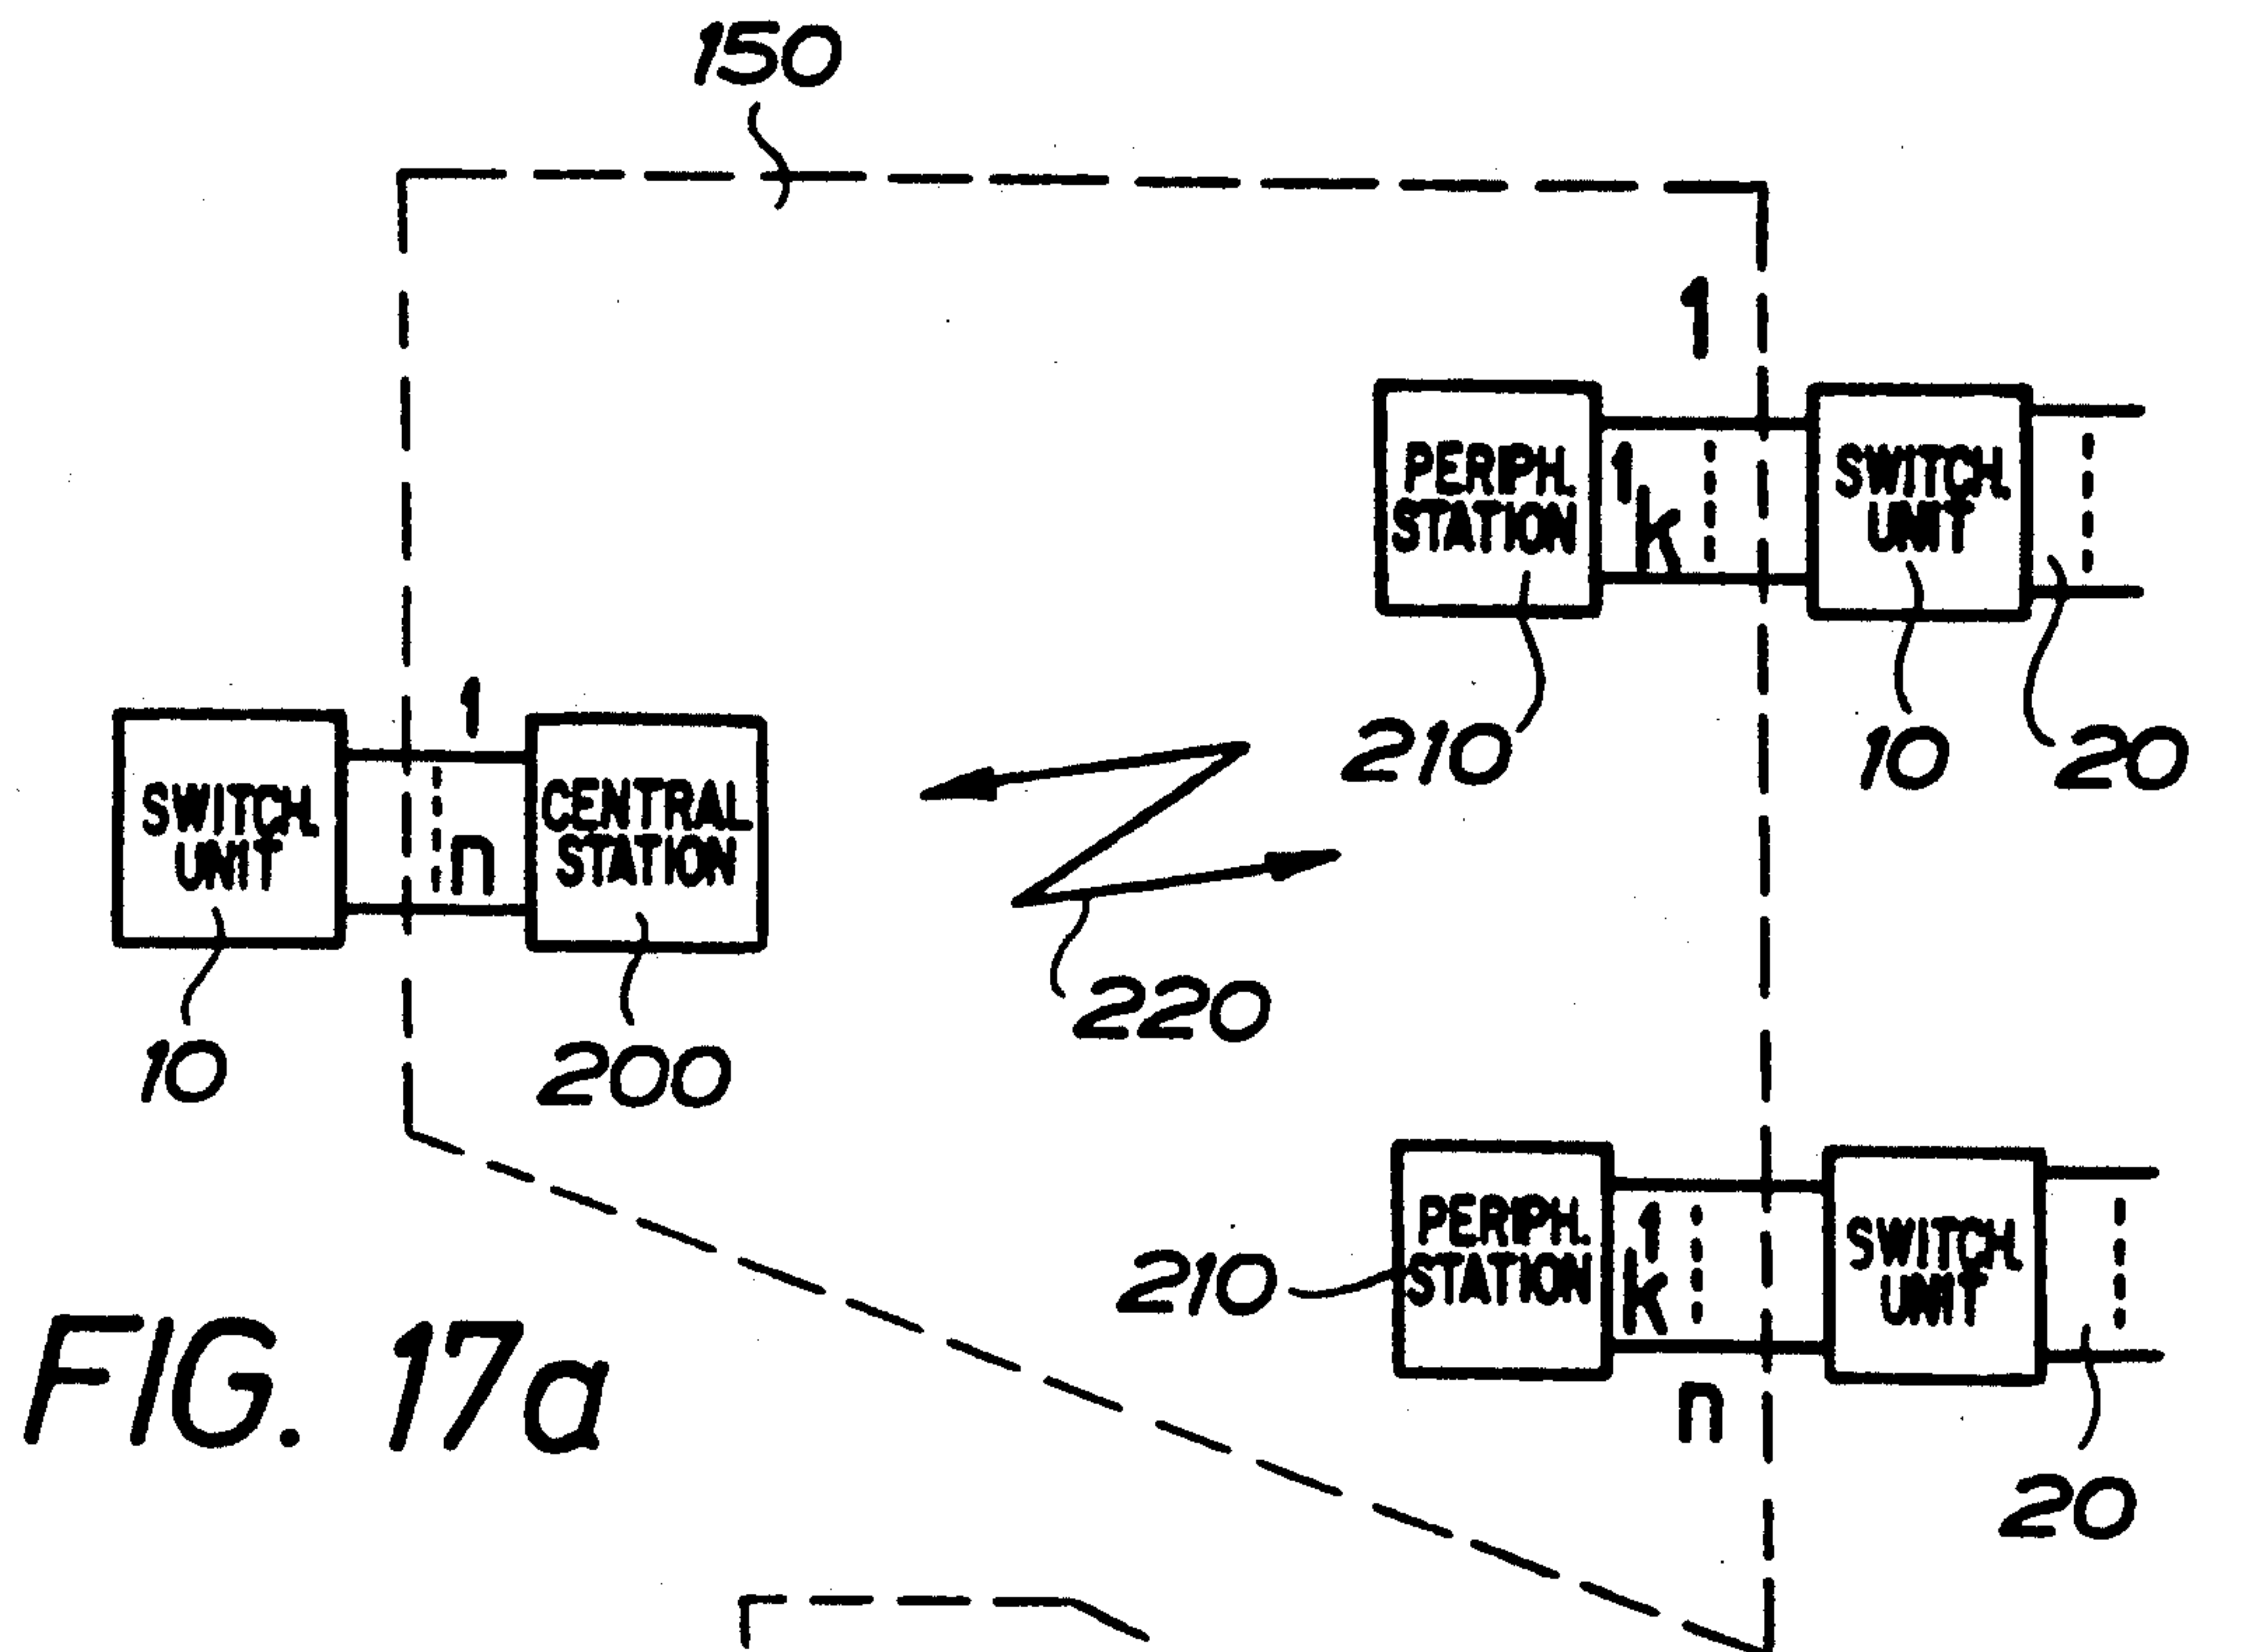 150
1
PERIPH.
STATION
1
k
SWITCH
UNIT
210
10
20
1
SWITCH
UNIT
n
CENTRAL
STATION
10
200
220
PERIPH.
STATION
1
k
SWITCH
UNIT
210
n
20
FIG. 17a